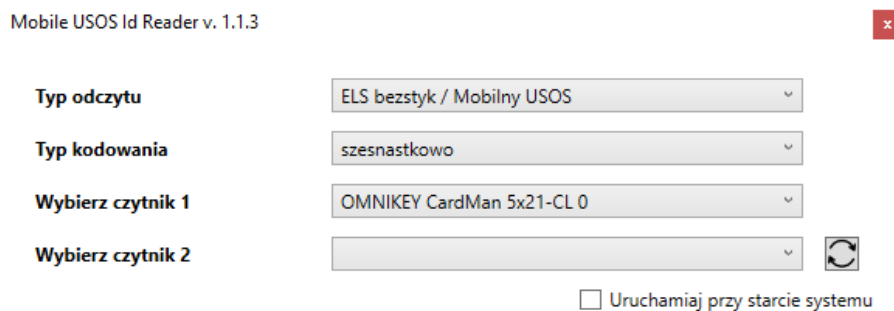 Mobile USOS Id Reader v. 1.1.3 x
Typ odczytu ELS bezstyk / Mobilny USOS
Typ kodowania szesnastkowo
Wybierz czytnik 1 OMNIKEY CardMan 5x21-CL 0
Wybierz czytnik 2
Uruchamiaj przy starcie systemu